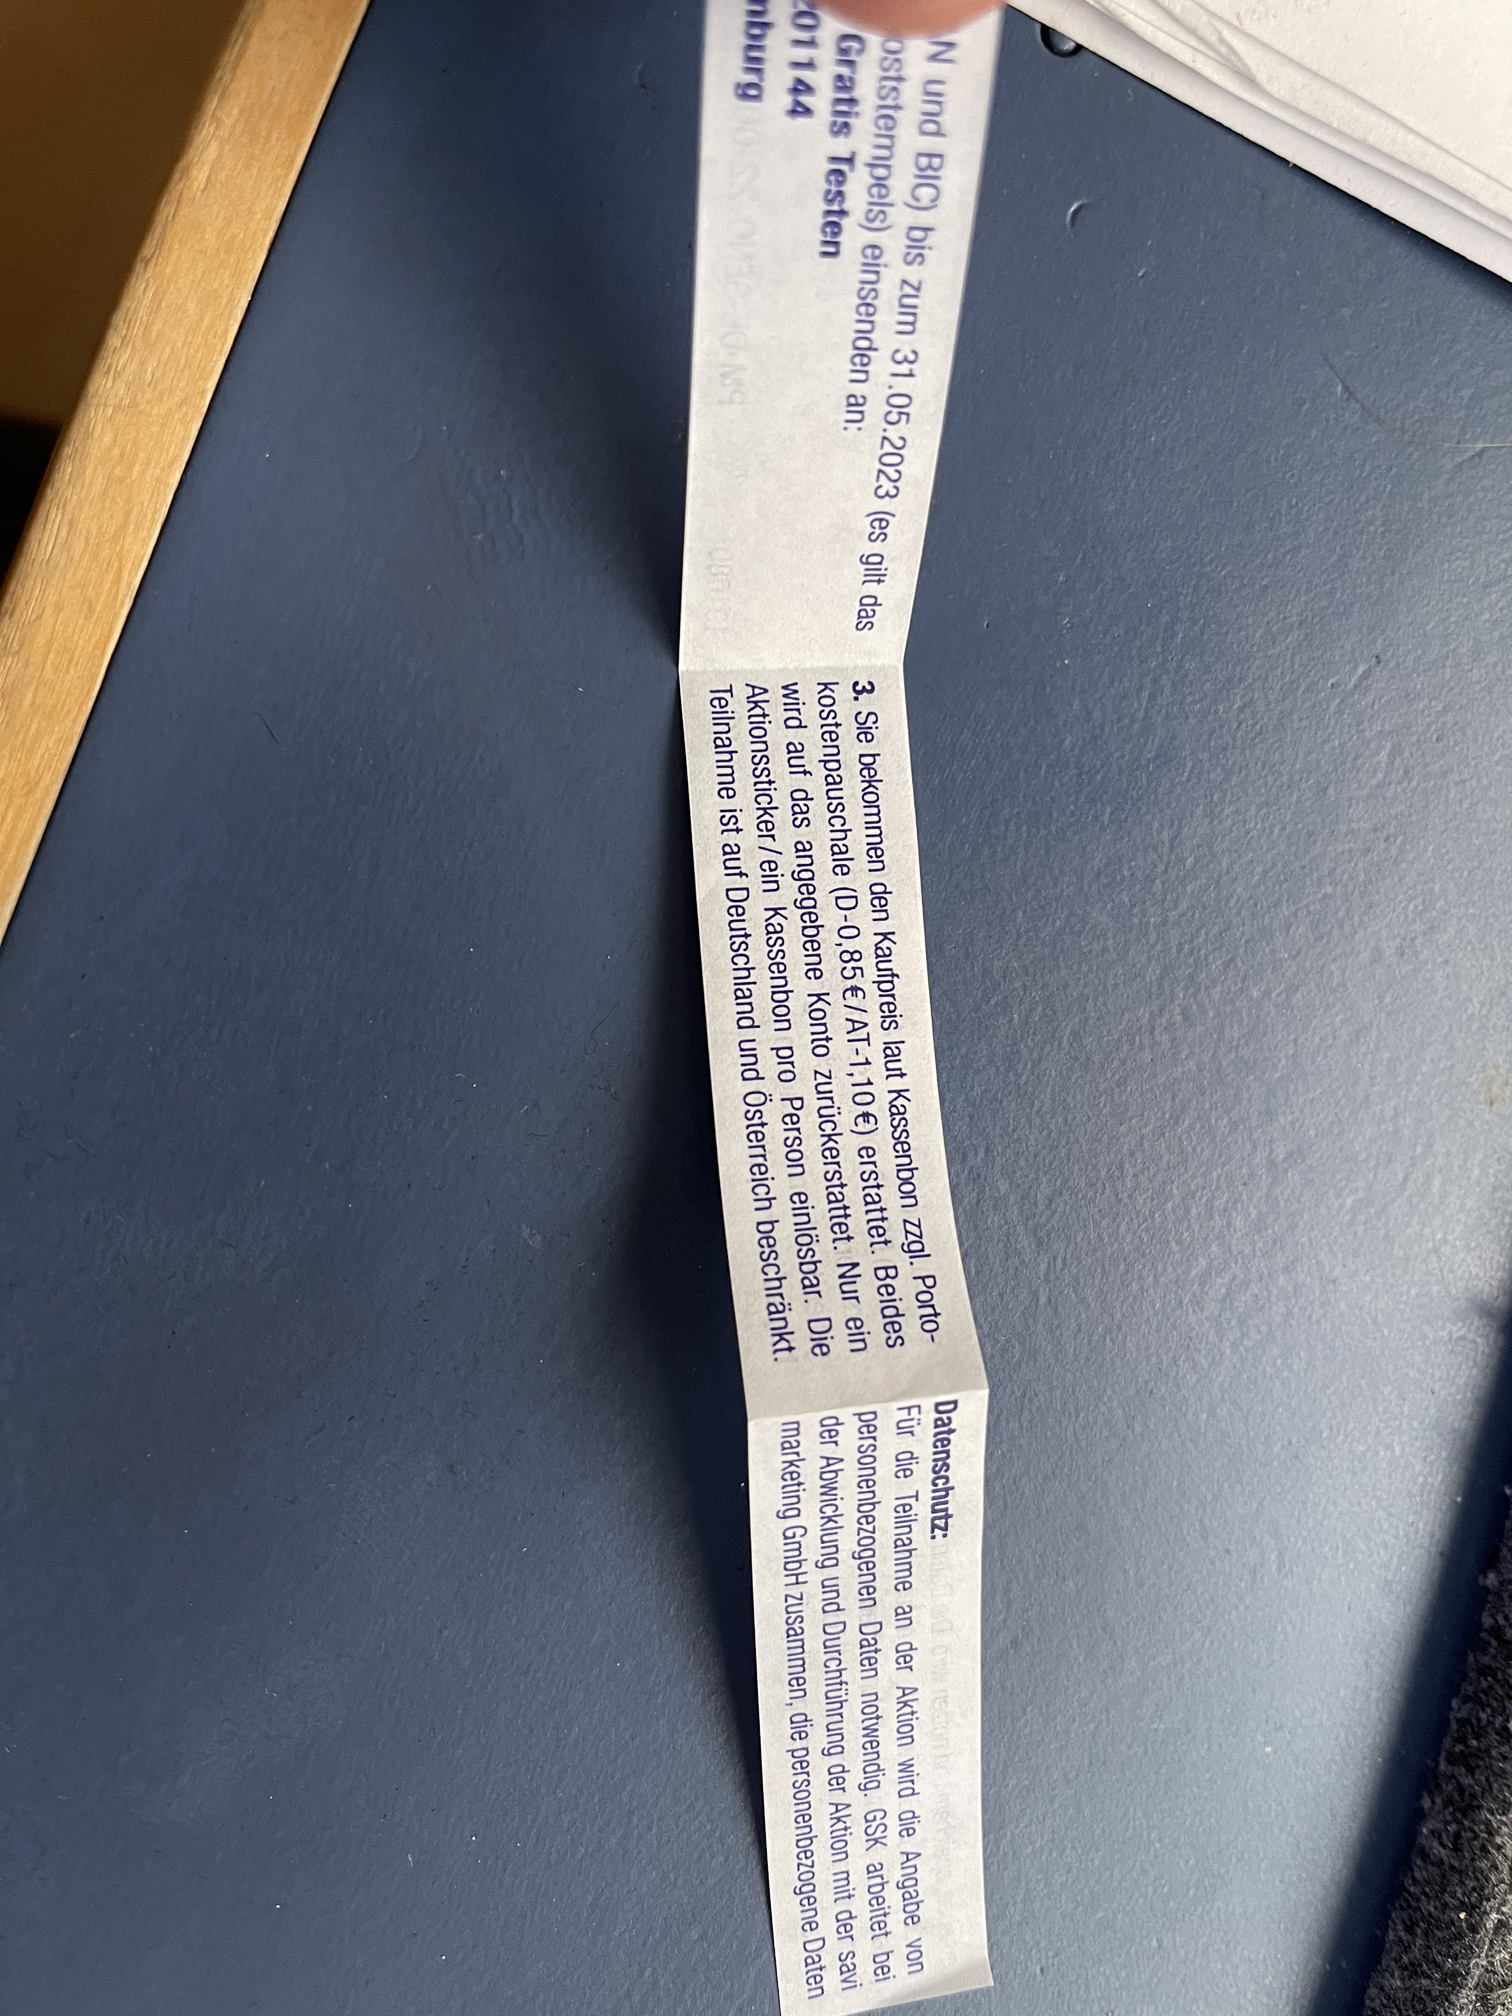 N und BIC) bis zum 31.05.2023 (es gilt das
oststempels) einsenden an:
Gratis Testen
201144
nburg
3. Sie bekommen den Kaufpreis laut Kassenbon zzgl. Porto-
kostenpauschale (D-0,85€/AT-1,10€) erstattet. Beides
wird auf das angegebene Konto zurückerstattet. Nur ein
Aktionssticker/ein Kassenbon pro Person einlösbar. Die
Teilnahme ist auf Deutschland und Österreich beschränkt.
Datenschutz:
Für die Teilnahme an der Aktion wird die Angabe von
personenbezogenen Daten notwendig. GSK arbeitet bei
der Abwicklung und Durchführung der Aktion mit der savi
marketing GmbH zusammen, die personenbezogene Daten